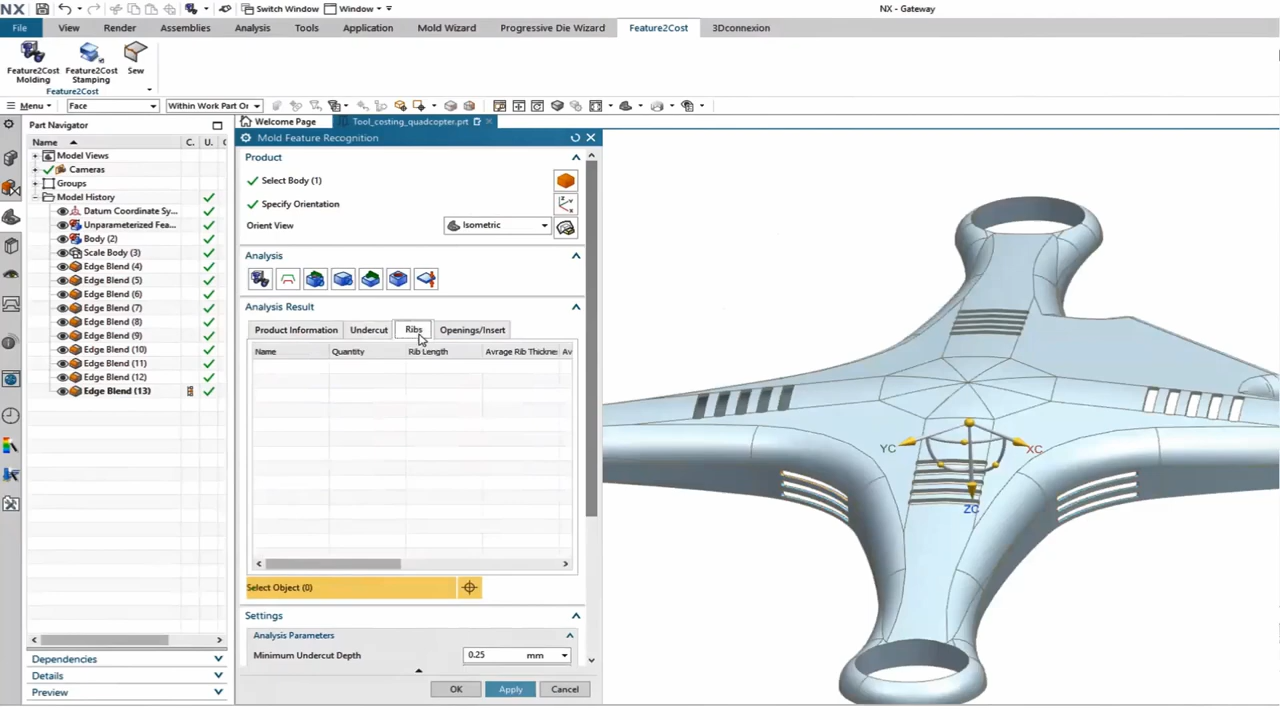 NX Switch Window Window NX - Gateway
File View Render Assemblies Analysis Tools Application Mold Wizard Progressive Die Wizard Feature2Cost 3Dconnexion
Feature2Cost Molding
Feature2Cost Stamping
Sew
Feature2Cost
Menu Face Within Work Part Or
Part Navigator
Name C. U. C
Model Views
Cameras
Groups
Model History
Datum Coordinate Sy...
Unparameterized Fea...
Body (2)
Scale Body (3)
Edge Blend (4)
Edge Blend (5)
Edge Blend (6)
Edge Blend (7)
Edge Blend (8)
Edge Blend (9)
Edge Blend (10)
Edge Blend (11)
Edge Blend (12)
Edge Blend (13)
Dependencies
Details
Preview
Welcome Page Tool_costing_quadcopter.prt
Mold Feature Recognition
Product
Select Body (1)
Specify Orientation
Orient View Isometric
Analysis
Analysis Result
Product Information Undercut Ribs Openings/Insert
Name Quantity Rib Length Avrage Rib Thicknes Av
Select Object (0)
Settings
Analysis Parameters
Minimum Undercut Depth 0.25 mm
OK Apply Cancel
YC XC
ZC